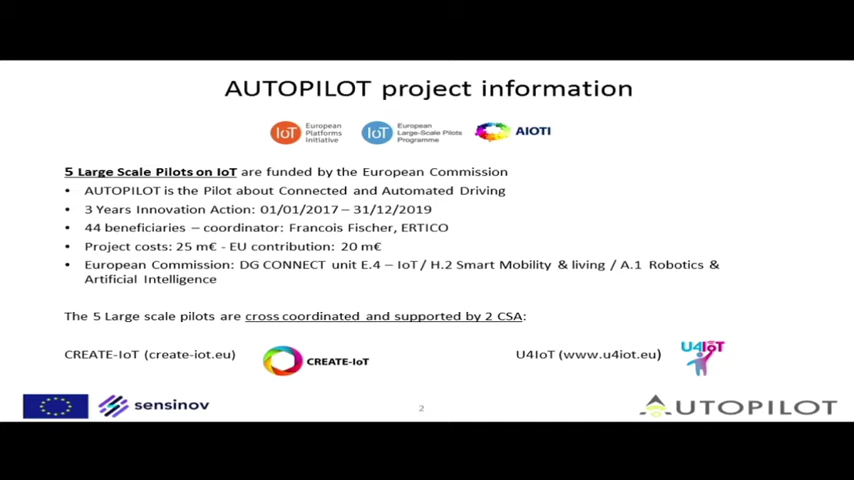 AUTOPILOT project information
IoT European Platforms Initiative
IoT European Large-Scale Pilots Programme
AIOTI
5 Large Scale Pilots on IoT are funded by the European Commission
• AUTOPILOT is the Pilot about Connected and Automated Driving
• 3 Years Innovation Action: 01/01/2017 – 31/12/2019
• 44 beneficiaries – coordinator: Francois Fischer, ERTICO
• Project costs: 25 m€ - EU contribution: 20 m€
• European Commission: DG CONNECT unit E.4 – IoT / H.2 Smart Mobility & living / A.1 Robotics &
Artificial Intelligence
The 5 Large scale pilots are cross coordinated and supported by 2 CSA:
CREATE-IoT (create-iot.eu)
CREATE-IoT
U4IoT (www.u4iot.eu)
U4IoT
sensinov
2
AUTOPILOT